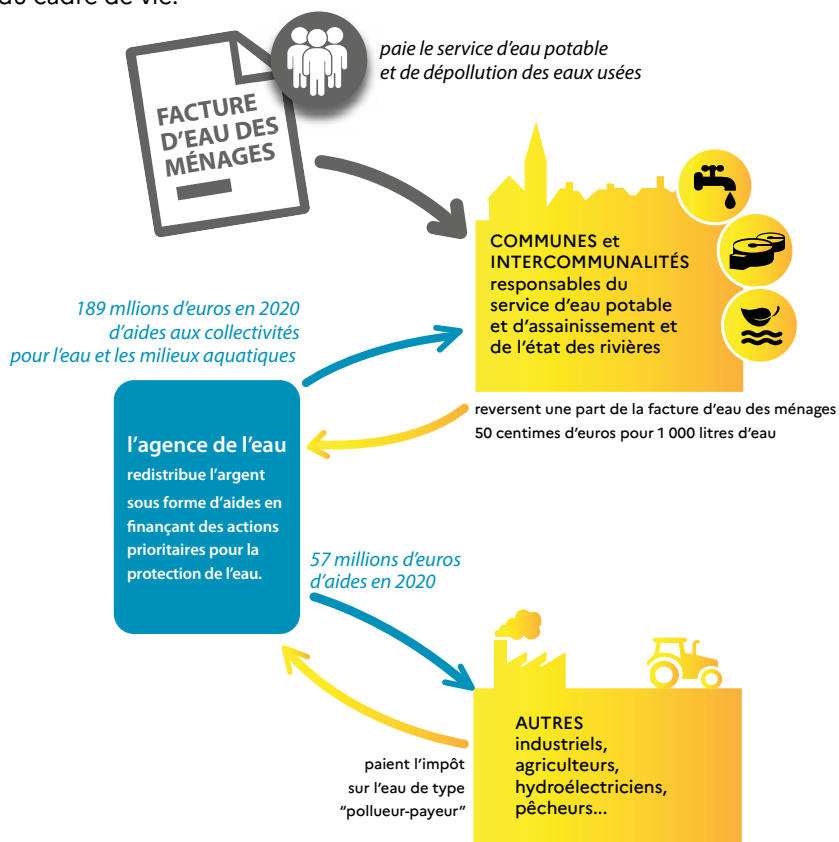 du cadre de vie.
paie le service d'eau potable
et de dépollution des eaux usées
FACTURE
D'EAU DES
MÉNAGES
COMMUNES et
INTERCOMMUNALITÉS
responsables du
service d'eau potable
et d'assainissement et
de l'état des rivières
189 mllions d'euros en 2020
d'aides aux collectivités
pour l'eau et les milieux aquatiques
reversent une part de la facture d'eau des ménages
50 centimes d'euros pour 1 000 litres d'eau
l'agence de l'eau
redistribue l'argent
sous forme d'aides en
finançant des actions
prioritaires pour la
protection de l'eau.
57 millions d'euros
d'aides en 2020
AUTRES
industriels,
agriculteurs,
hydroélectriciens,
pêcheurs...
paient l'impôt
sur l'eau de type
"pollueur-payeur"